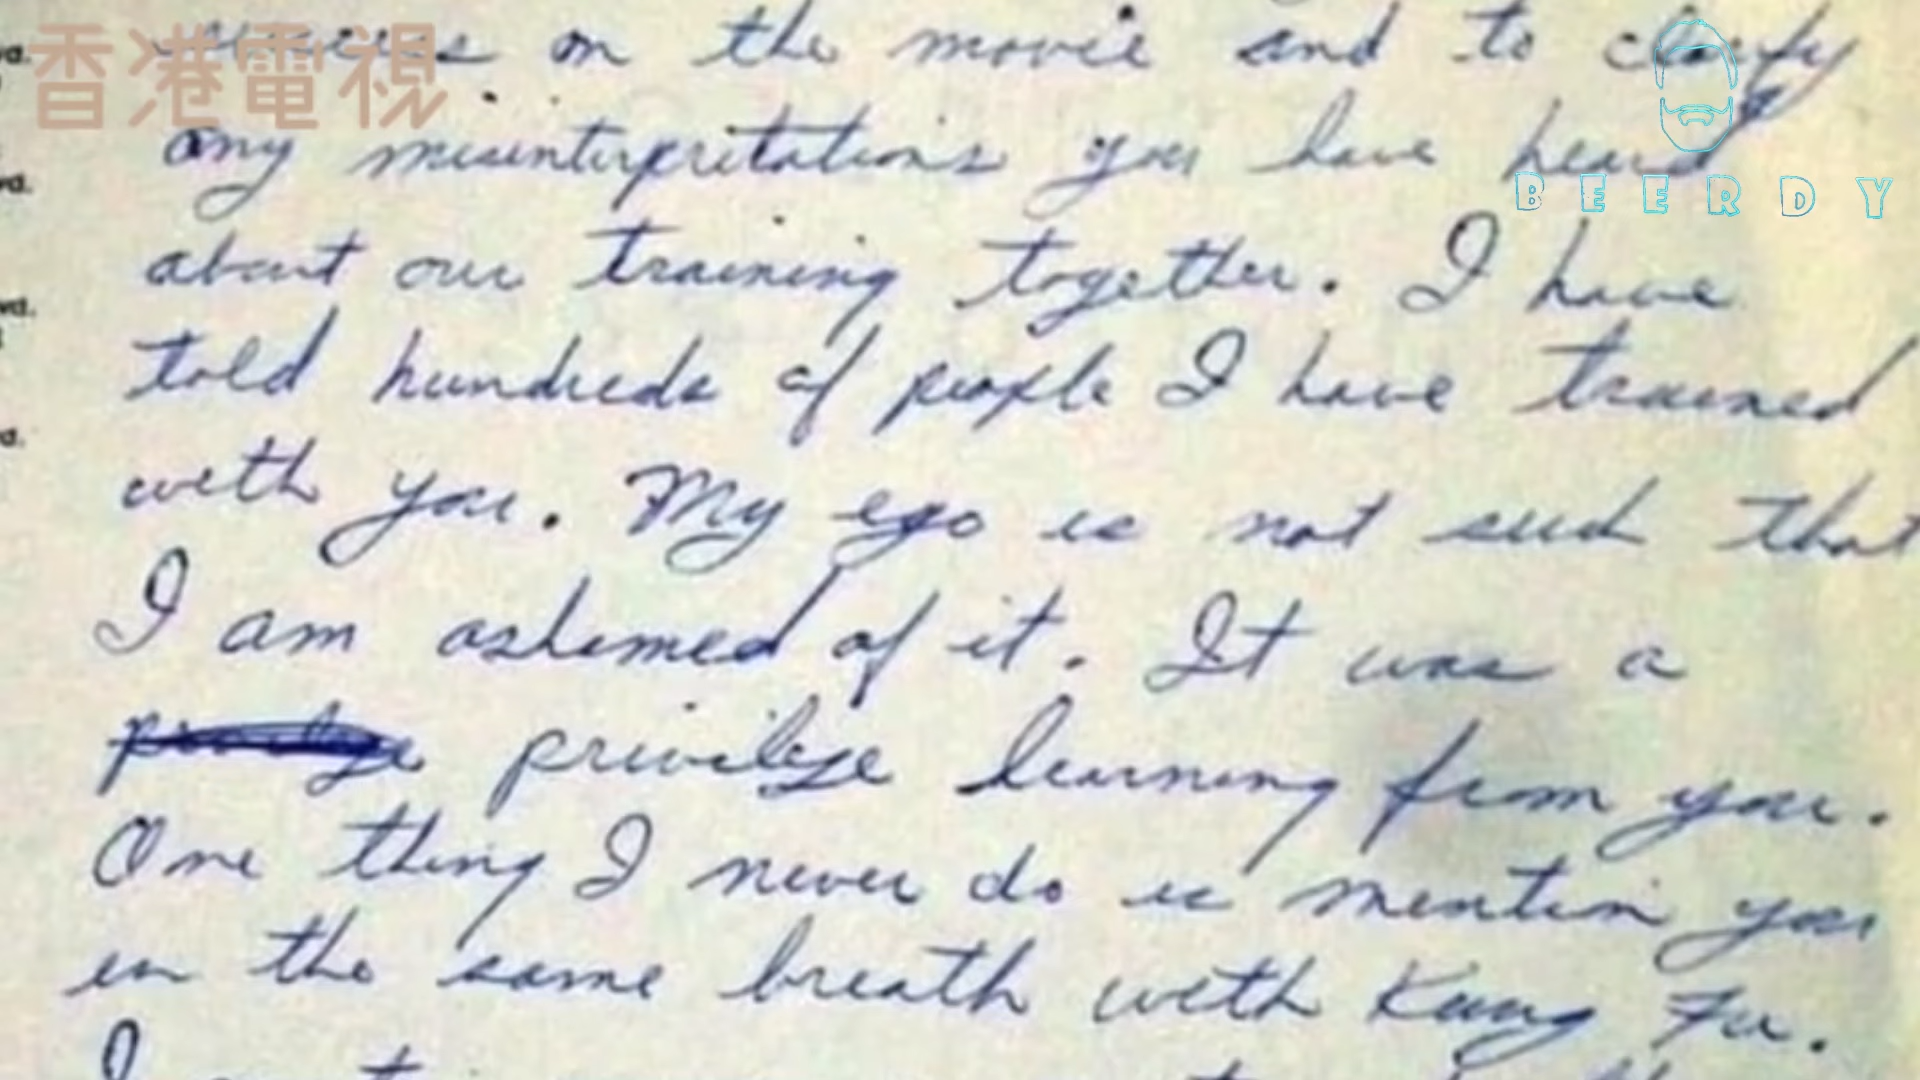 香港電視
success on the movie and to clarify
BEERDY
any misinterpretations you have heard
about our training together. I have
told hundreds of people I have trained
with you. My ego is not such that
I am ashamed of it. It was a
privilege learning from you.
One thing I never do is mention you
in the same breath with Kung Fu.
I